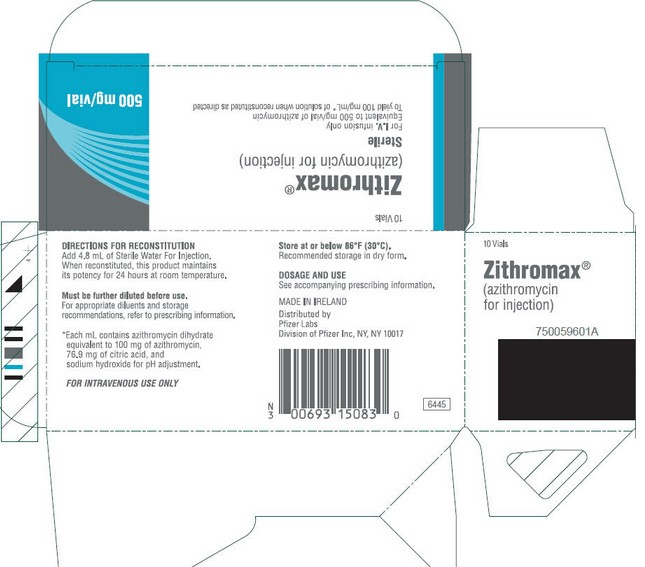 500 mg/vial
10 Vials
Zithromax®
(azithromycin for injection)
Sterile
For I.V. infusion only
Equivalent to 500 mg/vial of azithromycin
To yield 100 mg/mL* of solution when reconstituted as directed
DIRECTIONS FOR RECONSTITUTION
Add 4.8 mL of Sterile Water For Injection.
When reconstituted, this product maintains
its potency for 24 hours at room temperature.
Must be further diluted before use.
For appropriate diluents and storage
recommendations, refer to prescribing information.
*Each mL contains azithromycin dihydrate
equivalent to 100 mg of azithromycin,
76.9 mg of citric acid, and
sodium hydroxide for pH adjustment.
FOR INTRAVENOUS USE ONLY
Store at or below 86°F (30°C).
Recommended storage in dry form.
DOSAGE AND USE
See accompanying prescribing information.
MADE IN IRELAND
Distributed by
Pfizer Labs
Division of Pfizer Inc, NY, NY 10017
N
3 00693 15083 0
6445
10 Vials
Zithromax®
(azithromycin
for injection)
750059601A